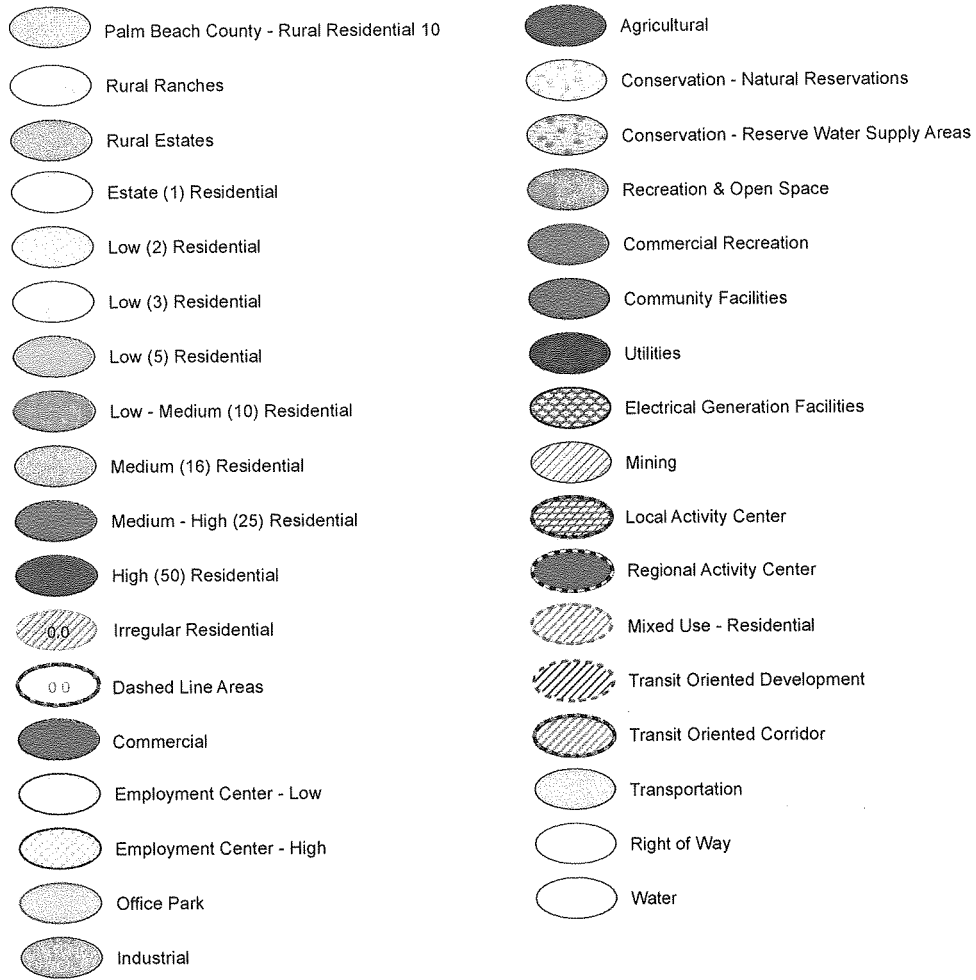 Palm Beach County - Rural Residential 10
Rural Ranches
Rural Estates
Estate (1) Residential
Low (2) Residential
Low (3) Residential
Low (5) Residential
Low - Medium (10) Residential
Medium (16) Residential
Medium - High (25) Residential
High (50) Residential
0.0 Irregular Residential
0 0 Dashed Line Areas
Commercial
Employment Center - Low
Employment Center - High
Office Park
Industrial
Agricultural
Conservation - Natural Reservations
Conservation - Reserve Water Supply Areas
Recreation & Open Space
Commercial Recreation
Community Facilities
Utilities
Electrical Generation Facilities
Mining
Local Activity Center
Regional Activity Center
Mixed Use - Residential
Transit Oriented Development
Transit Oriented Corridor
Transportation
Right of Way
Water